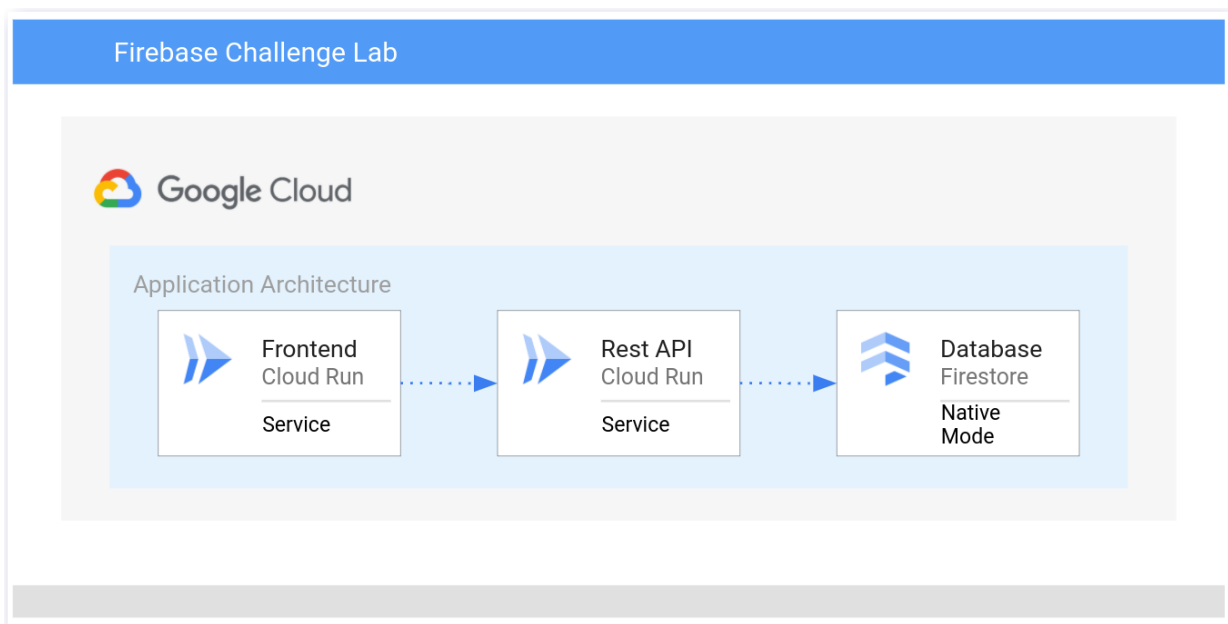 Firebase Challenge Lab
Google Cloud
Application Architecture
Frontend
Cloud Run
Service
Rest API
Cloud Run
Service
Database
Firestore
Native
Mode